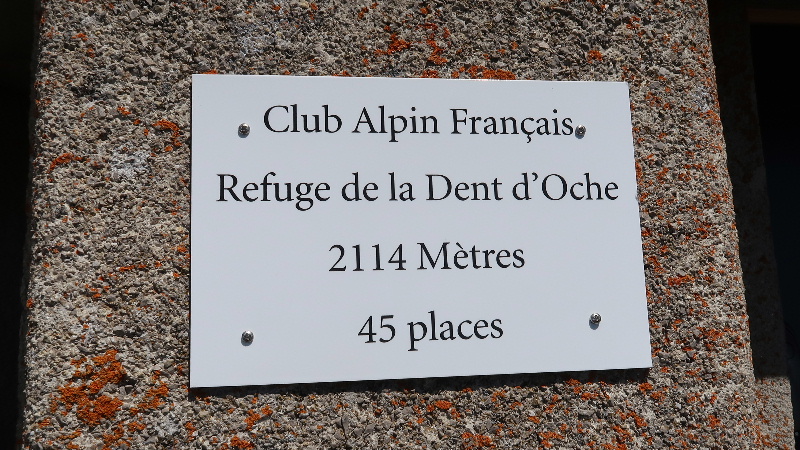 Club Alpin Français
Refuge de la Dent d'Oche
2114 Mètres
45 places